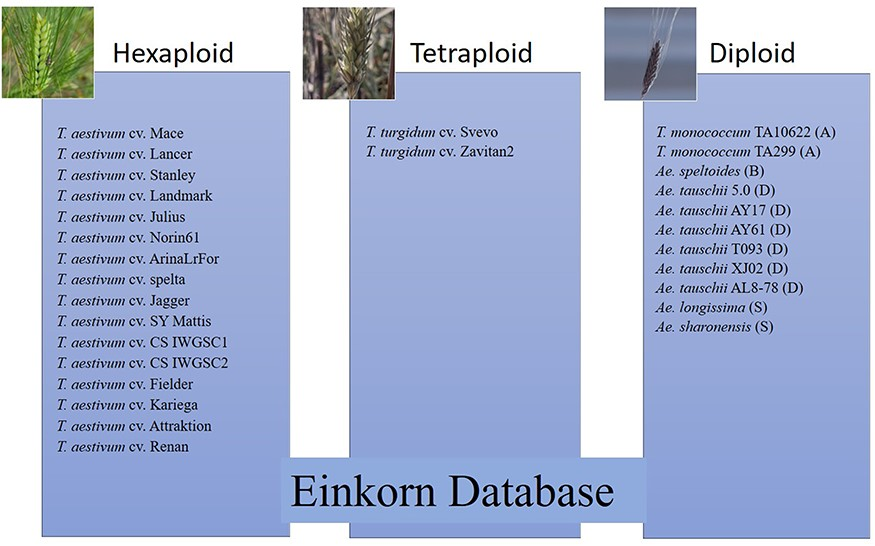 Hexaploid
T. aestivum cv. Mace
T. aestivum cv. Lancer
T. aestivum cv. Stanley
T. aestivum cv. Landmark
T. aestivum cv. Julius
T. aestivum cv. Norin61
T. aestivum cv. ArinaLrFor
T. aestivum cv. spelta
T. aestivum cv. Jagger
T. aestivum cv. SY Mattis
T. aestivum cv. CS IWGSC1
T. aestivum cv. CS IWGSC2
T. aestivum cv. Fielder
T. aestivum cv. Kariega
T. aestivum cv. Attraktion
T. aestivum cv. Renan
Tetraploid
T. turgidum cv. Svevo
T. turgidum cv. Zavitan2
Diploid
T. monococcum TA10622 (A)
T. monococcum TA299 (A)
Ae. speltoides (B)
Ae. tauschii 5.0 (D)
Ae. tauschii AY17 (D)
Ae. tauschii AY61 (D)
Ae. tauschii T093 (D)
Ae. tauschii XJ02 (D)
Ae. tauschii AL8-78 (D)
Ae. longissima (S)
Ae. sharonensis (S)
Einkorn Database